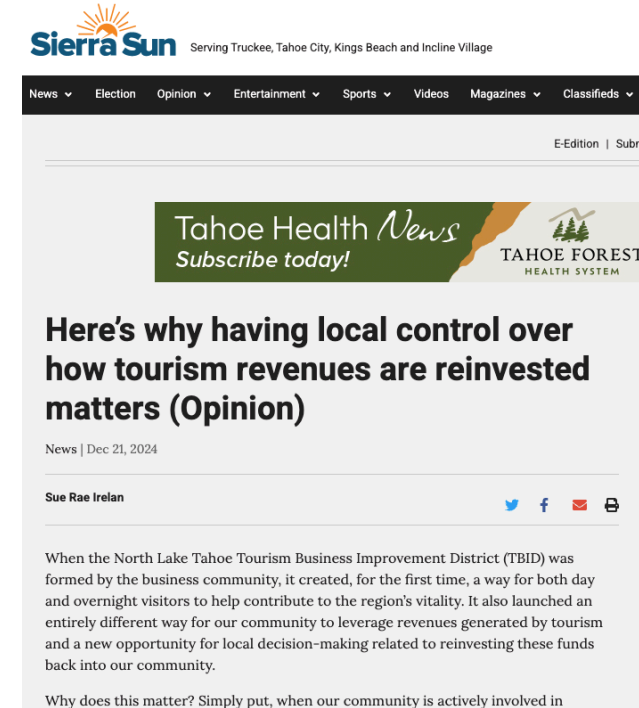 Sierra Sun
Serving Truckee, Tahoe City, Kings Beach and Incline Village
News Election Opinion Entertainment Sports Videos Magazines Classifieds
E-Edition | Subm
Tahoe Health News
Subscribe today!
TAHOE FOREST
HEALTH SYSTEM
Here's why having local control over
how tourism revenues are reinvested
matters (Opinion)
News | Dec 21, 2024
Sue Rae Irelan
When the North Lake Tahoe Tourism Business Improvement District (TBID) was
formed by the business community, it created, for the first time, a way for both day
and overnight visitors to help contribute to the region's vitality. It also launched an
entirely different way for our community to leverage revenues generated by tourism
and a new opportunity for local decision-making related to reinvesting these funds
back into our community.
Why does this matter? Simply put, when our community is actively involved in